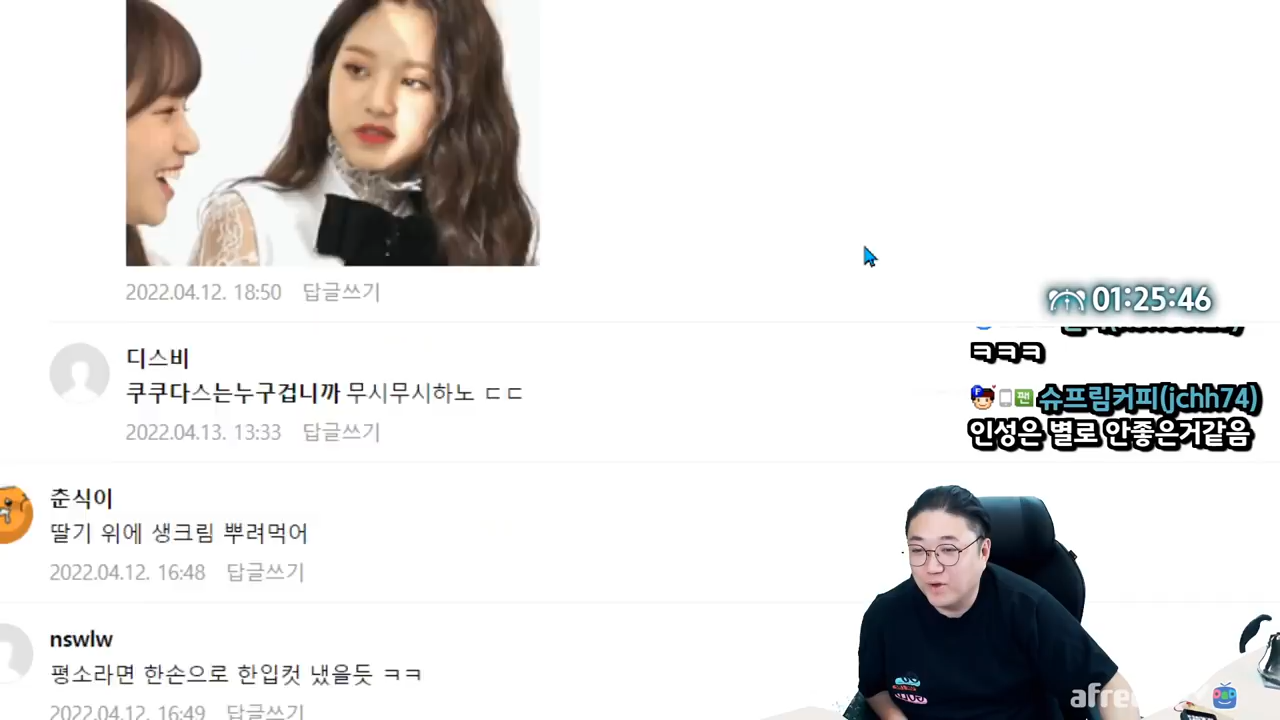 2022.04.12. 18:50 답글쓰기
01:25:46
ㅋㅋㅋ
디스비
쿠쿠다스는누구겁니까 무시무시하노 ㄷㄷ
2022.04.13. 13:33 답글쓰기
슈프림커피(jchh74)
인성은 별로 안좋은거같음
춘식이
딸기 위에 생크림 뿌려먹어
2022.04.12. 16:48 답글쓰기
nswlw
평소라면 한손으로 한입컷 냈을듯 ㅋㅋ
2022.04.12. 16:49 답글쓰기